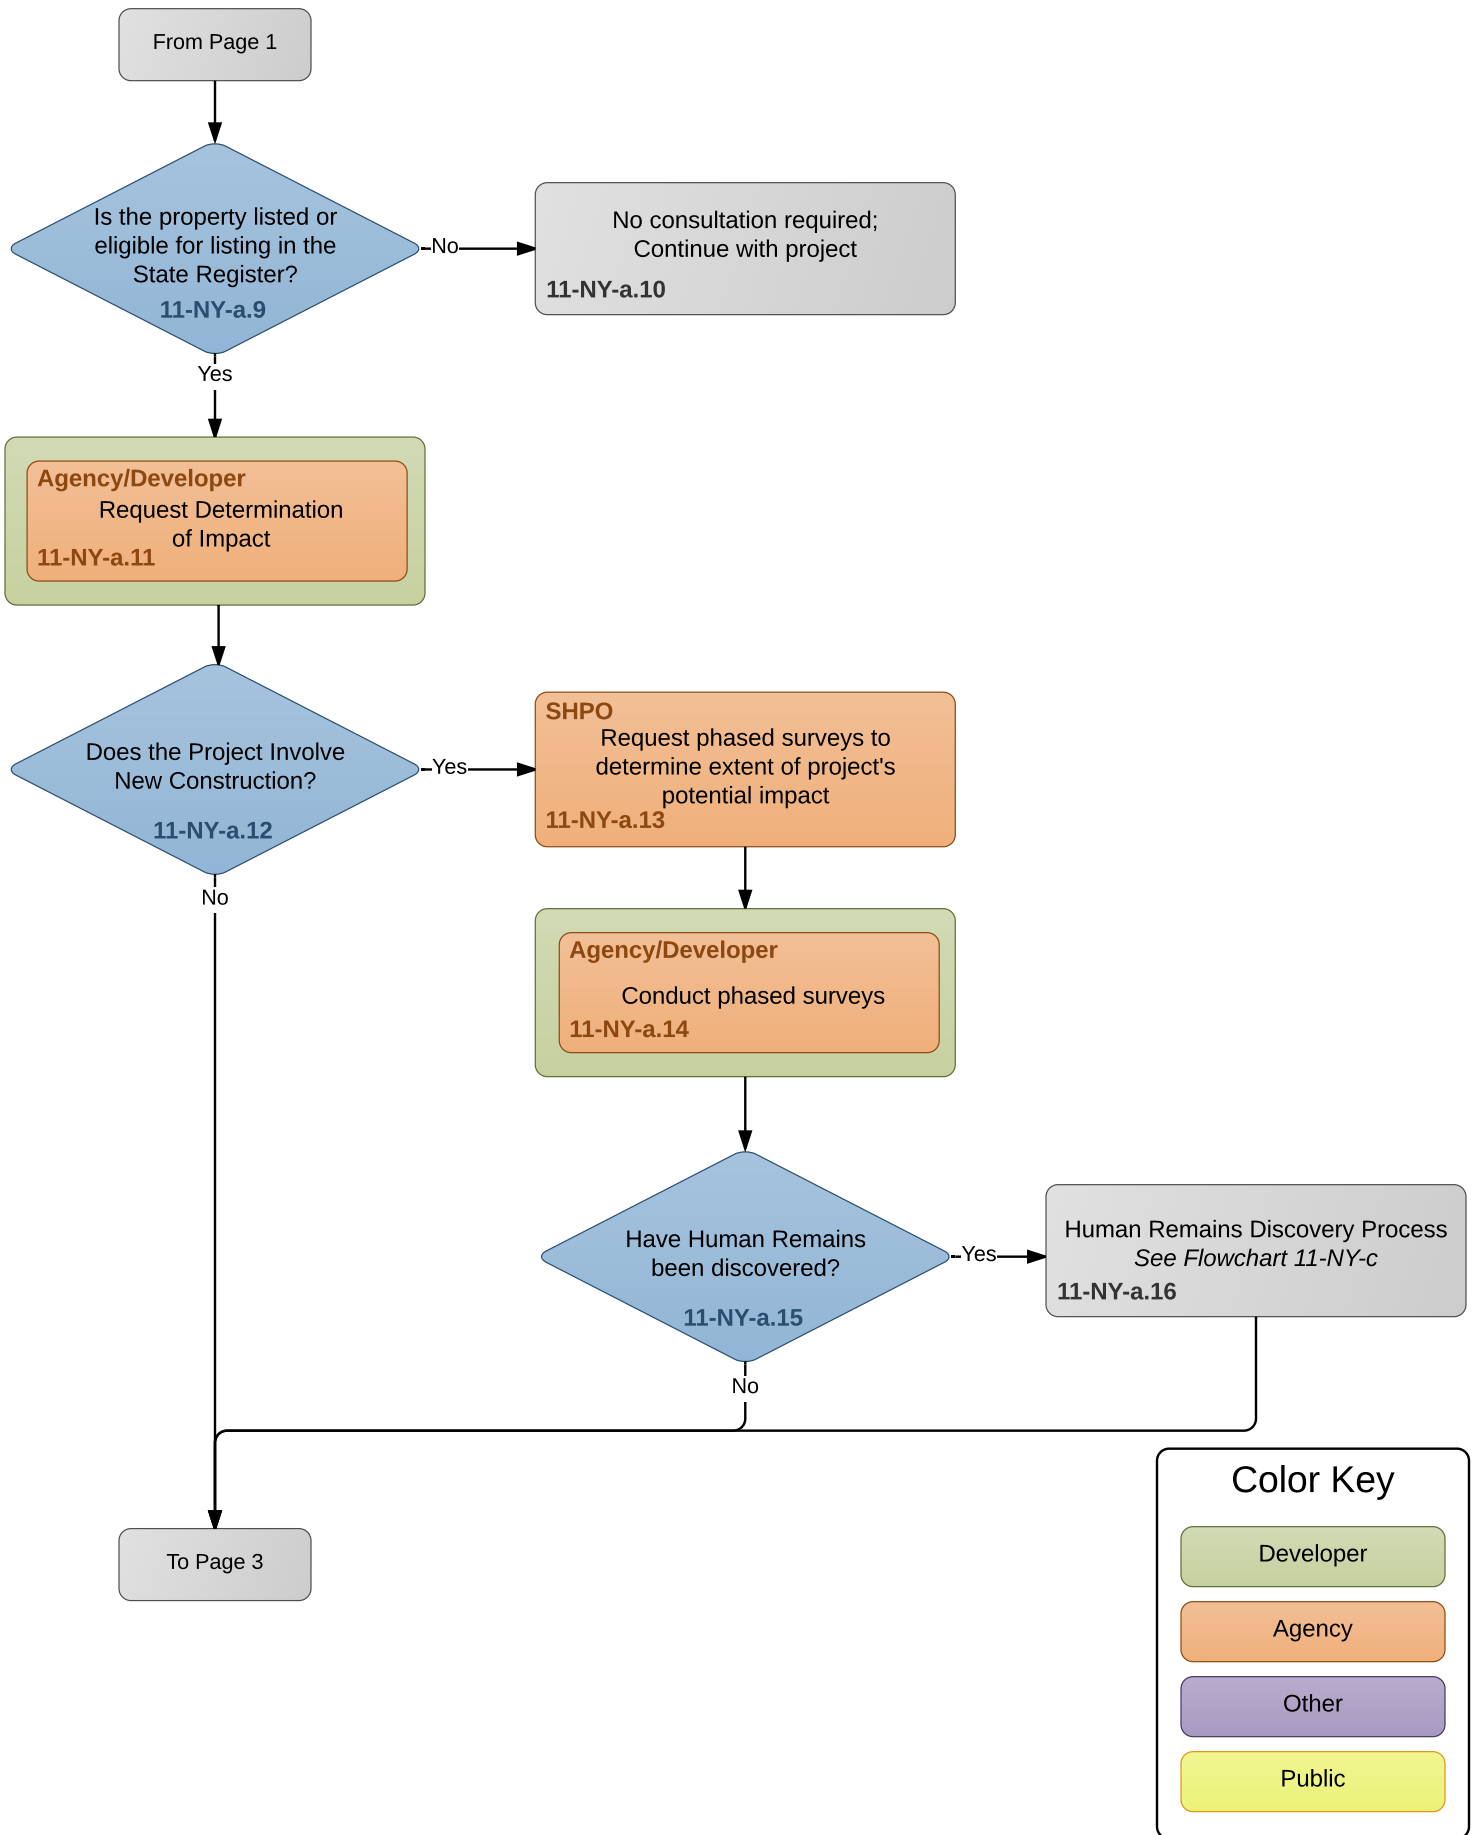 From Page 1
Is the property listed or
eligible for listing in the
State Register?
11-NY-a.9
No
No consultation required;
Continue with project
11-NY-a.10
Yes
Agency/Developer
Request Determination
of Impact
11-NY-a.11
Does the Project Involve
New Construction?
11-NY-a.12
Yes
SHPO
Request phased surveys to
determine extent of project's
potential impact
11-NY-a.13
No
Agency/Developer
Conduct phased surveys
11-NY-a.14
Have Human Remains
been discovered?
11-NY-a.15
Yes
Human Remains Discovery Process
See Flowchart 11-NY-c
11-NY-a.16
No
To Page 3
Color Key
Developer
Agency
Other
Public